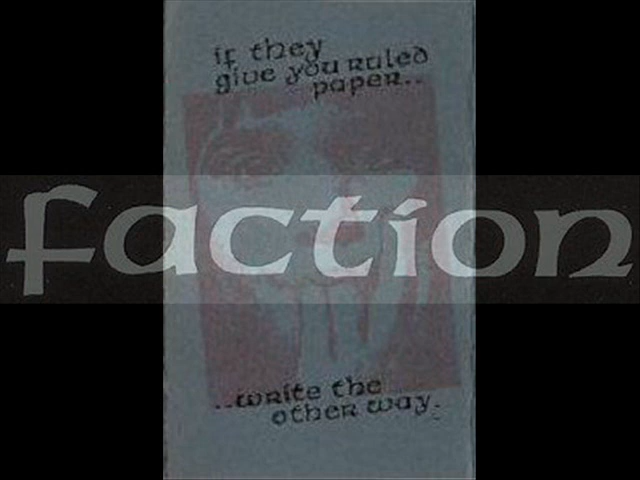 if they
give you ruled
paper..
faction
..write the
other way.